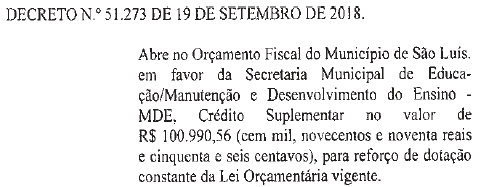 DECRETO N.º 51.273 DE 19 DE SETEMBRO DE 2018.
Abre no Orçamento Fiscal do Município de São Luís.
em favor da Secretaria Municipal de Educa-
ção/Manutenção e Desenvolvimento do Ensino -
MDE, Crédito Suplementar no valor de
R$ 100.990,56 (cem mil, novecentos e noventa reais
e cinquenta e seis centavos), para reforço de dotação
constante da Lei Orçamentária vigente.